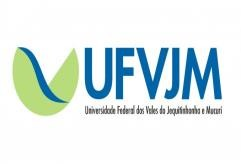 UFVJM
Universidade Federal dos Vales do Jequitinhonha e Mucuri